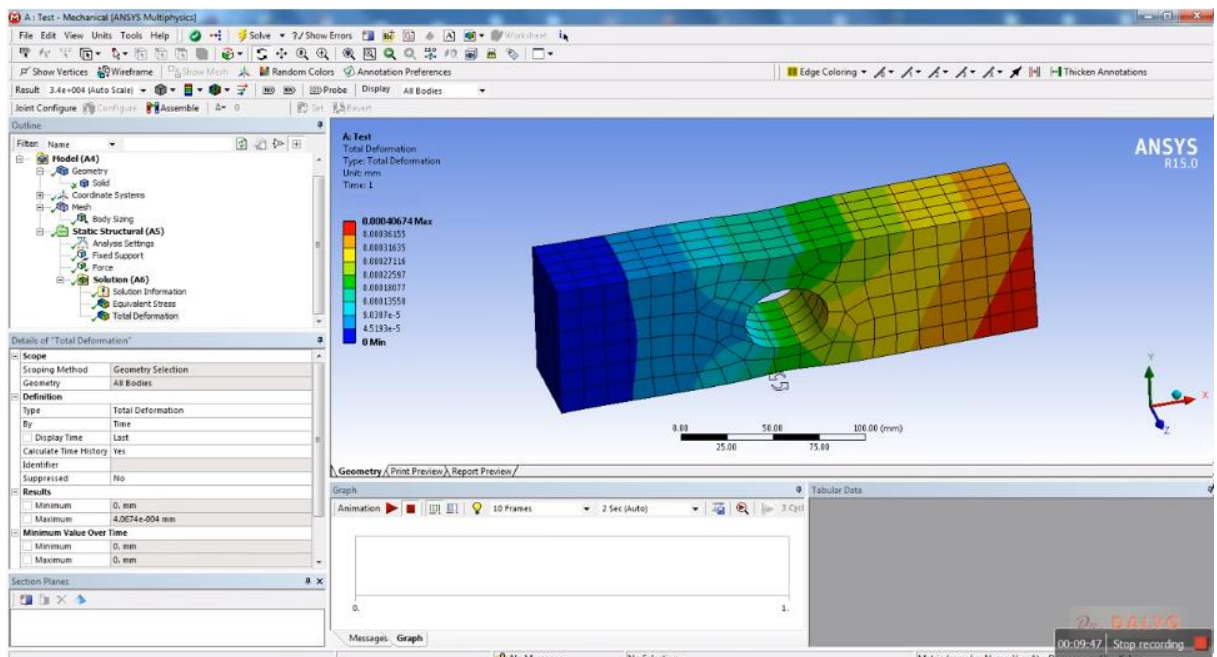 A : Test - Mechanical [ANSYS Multiphysics]
File Edit View Units Tools Help Solve ?/ Show Errors Worksheet
Show Vertices Wireframe Show Mesh Random Colors Annotation Preferences Edge Coloring Thicken Annotations
Result 3.4e+004 (Auto Scale) Probe Display All Bodies
Joint Configure Configure Assemble Δ= 0 Set Revert
Outline
Filter: Name
Model (A4)
Geometry
Solid
Coordinate Systems
Mesh
Body Sizing
Static Structural (A5)
Analysis Settings
Fixed Support
Force
Solution (A6)
Solution Information
Equivalent Stress
Total Deformation
Details of "Total Deformation"
Scope
Scoping Method Geometry Selection
Geometry All Bodies
Definition
Type Total Deformation
By Time
Display Time Last
Calculate Time History Yes
Identifier
Suppressed No
Results
Minimum 0. mm
Maximum 4.0674e-004 mm
Minimum Value Over Time
Minimum 0. mm
Maximum 0. mm
Section Planes
A: Test
Total Deformation
Type: Total Deformation
Unit: mm
Time: 1
0.00040674 Max
0.00036155
0.00031635
0.00027116
0.00022597
0.00018077
0.00013558
9.0387e-5
4.5193e-5
0 Min
ANSYS
R15.0
Y
X
Z
0.00 50.00 100.00 (mm)
25.00 75.00
Geometry Print Preview Report Preview
Graph
Animation 10 Frames 2 Sec (Auto) 3 Cycl
0. 1.
Messages Graph
Tabular Data
00:09:47 Stop recording